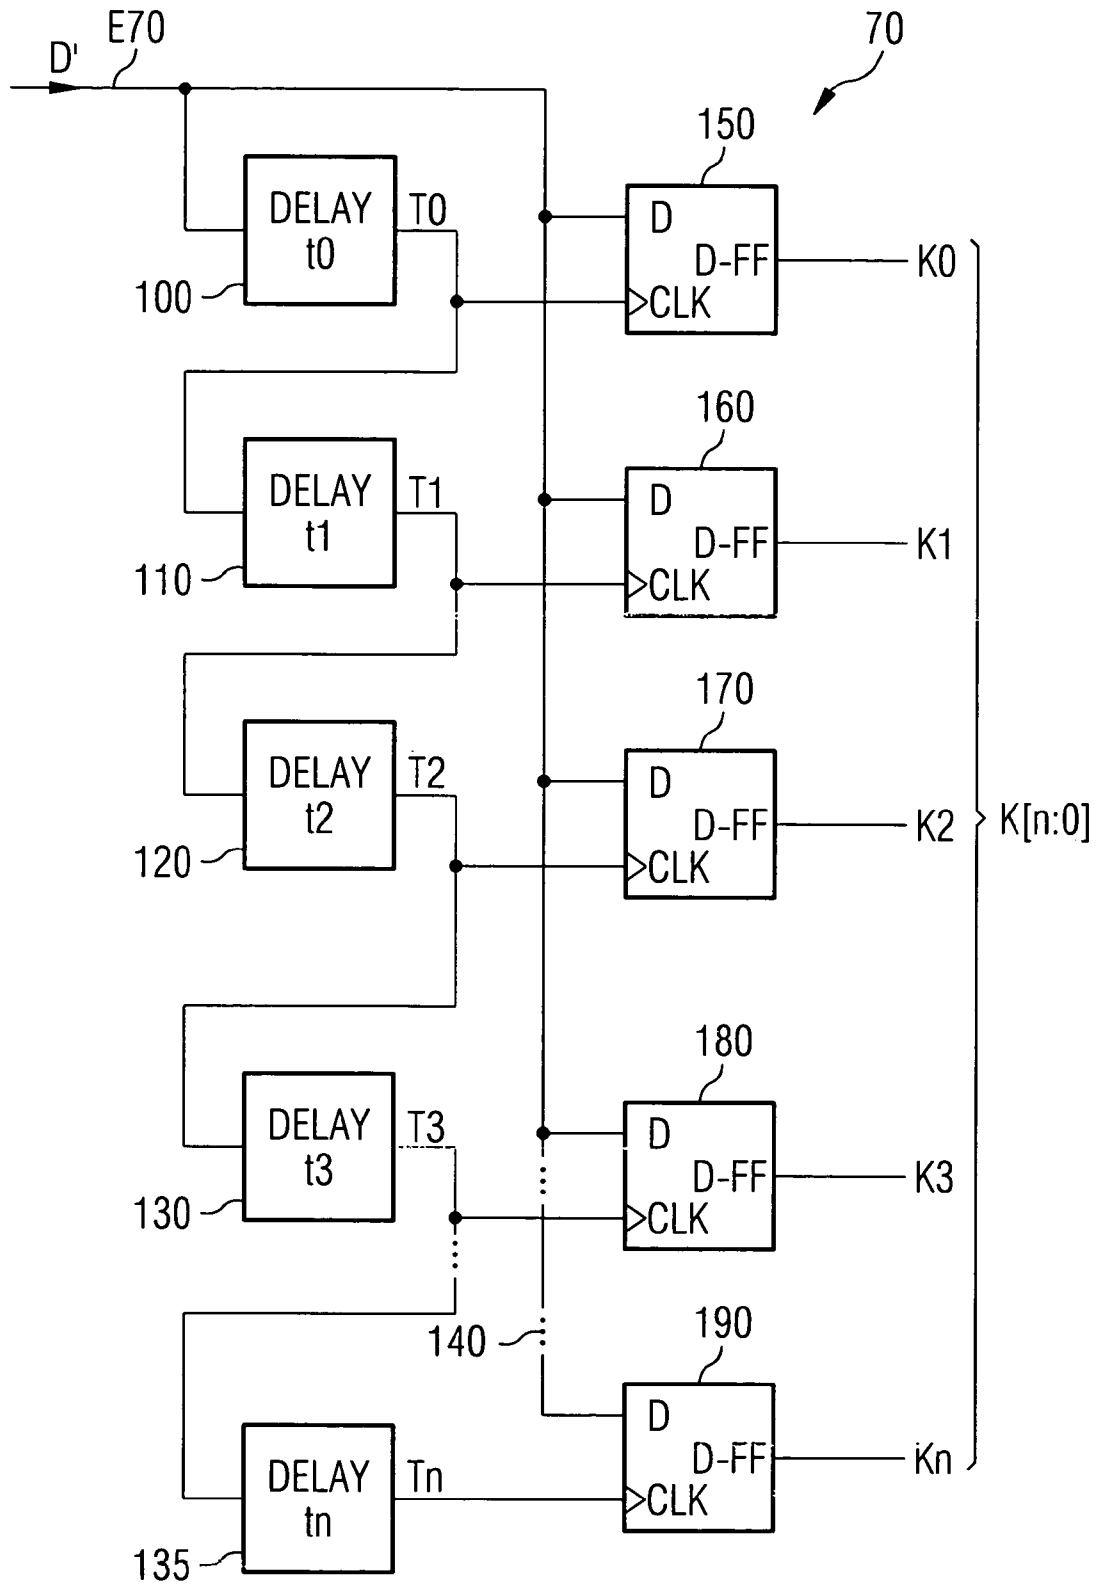 E70
D'
70
150
DELAY
t0
T0
100
D
D-FF
CLK
K0
160
DELAY
t1
T1
110
D
D-FF
CLK
K1
170
DELAY
t2
T2
120
D
D-FF
CLK
K2
K[n:0]
180
DELAY
t3
T3
130
D
D-FF
CLK
K3
140
190
DELAY
tn
Tn
135
D
D-FF
CLK
Kn